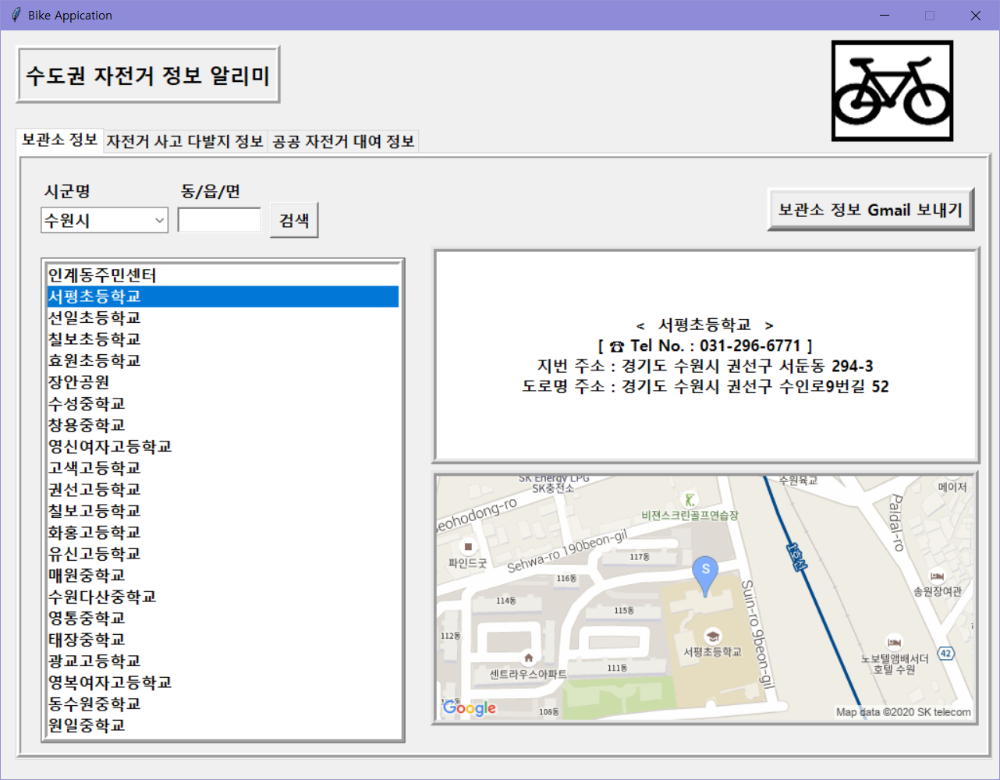 Bike Appication
수도권 자전거 정보 알리미
보관소 정보
자전거 사고 다발지 정보
공공 자전거 대여 정보
시군명
동/읍/면
수원시
검색
보관소 정보 Gmail 보내기
인계동주민센터
서평초등학교
선일초등학교
칠보초등학교
효원초등학교
장안공원
수성중학교
창용중학교
영신여자고등학교
고색고등학교
권선고등학교
칠보고등학교
화홍고등학교
유신고등학교
매원중학교
수원다산중학교
영통중학교
태장중학교
광교고등학교
영복여자고등학교
동수원중학교
원일중학교
< 서평초등학교 >
[ ☎ Tel No. : 031-296-6771 ]
지번 주소 : 경기도 수원시 권선구 서둔동 294-3
도로명 주소 : 경기도 수원시 권선구 수인로9번길 52
SK Energy LPG
SK충전소
수원육교
메이저
eohodong-ro
비젼스크린골프연습장
Paldal-ro
파인드굿
Sehwa-ro 190beon-gil
117동
S
1호선
116동
송원장여관
114동
115동
Suin-ro 9beon-gil
112동
서평초등학교
42
노보텔앰배서더
호텔 수원
111동
센트라우스아파트
108동
Google
Map data ©2020 SK telecom